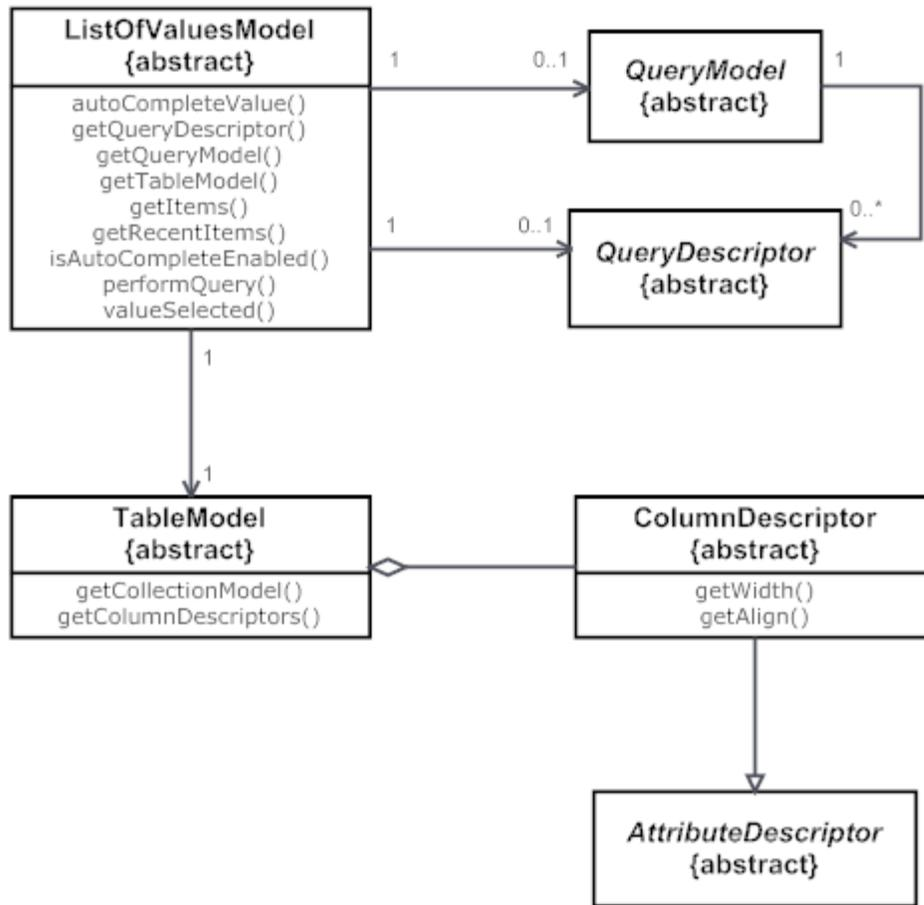 ListOfValuesModel
{abstract}
autoCompleteValue()
getQueryDescriptor()
getQueryModel()
getTableModel()
getItems()
getRecentItems()
isAutoCompleteEnabled()
performQuery()
valueSelected()
1
0..1
QueryModel
{abstract}
1
1
0..1
0..*
QueryDescriptor
{abstract}
1
1
TableModel
{abstract}
getCollectionModel()
getColumnDescriptors()
ColumnDescriptor
{abstract}
getWidth()
getAlign()
AttributeDescriptor
{abstract}